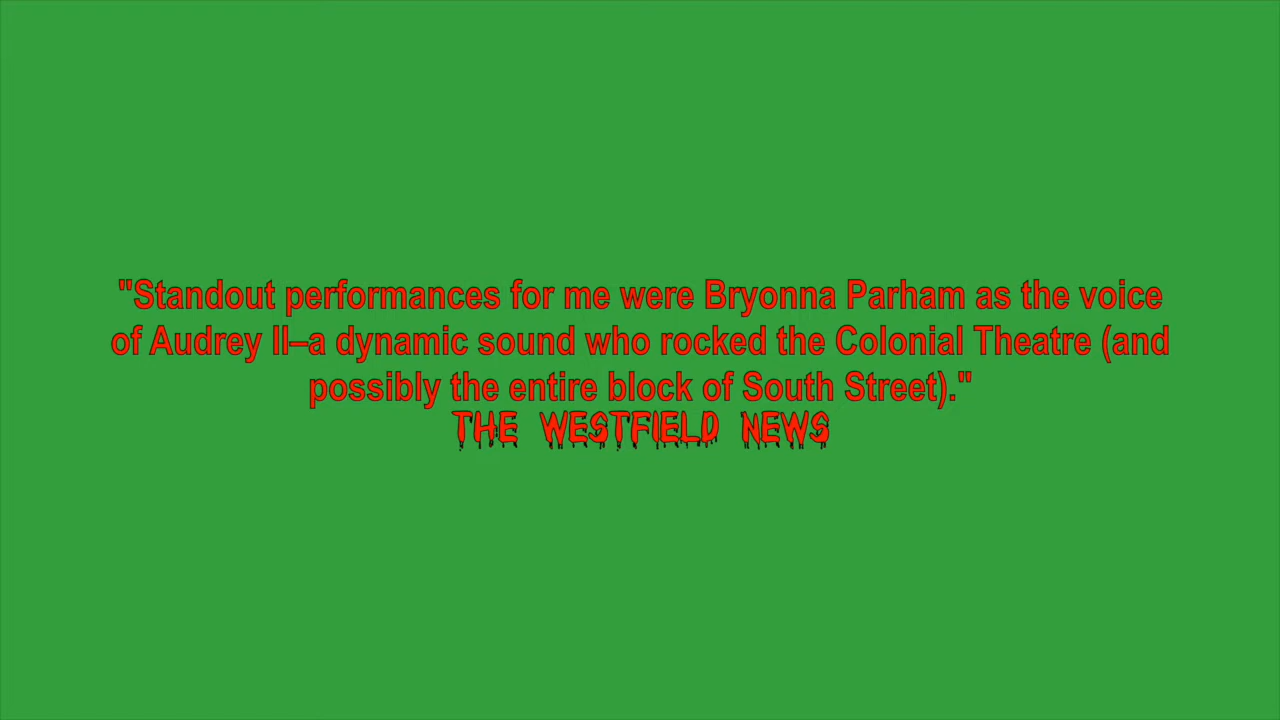 "Standout performances for me were Bryonna Parham as the voice
of Audrey II–a dynamic sound who rocked the Colonial Theatre (and
possibly the entire block of South Street)."
THE WESTFIELD NEWS